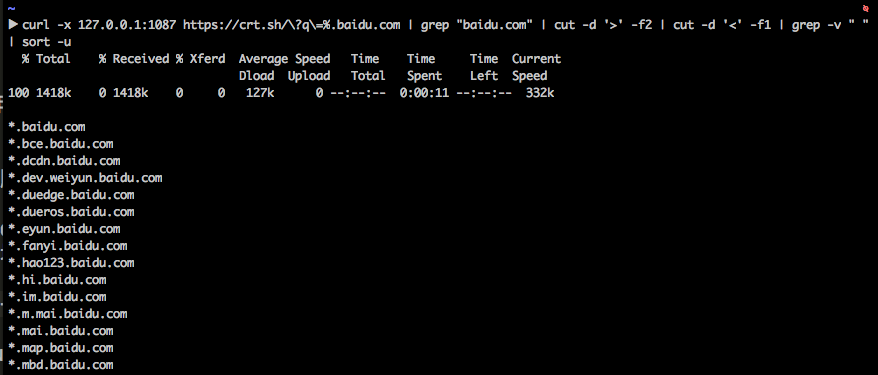 ~
▶ curl -x 127.0.0.1:1087 https://crt.sh/\?q\=%.baidu.com | grep "baidu.com" | cut -d '>' -f2 | cut -d '<' -f1 | grep -v " "
| sort -u
% Total % Received % Xferd Average Speed Time Time Time Current
Dload Upload Total Spent Left Speed
100 1418k 0 1418k 0 0 127k 0 --:--:-- 0:00:11 --:--:-- 332k
*.baidu.com
*.bce.baidu.com
*.dcdn.baidu.com
*.dev.weiyun.baidu.com
*.duedge.baidu.com
*.dueros.baidu.com
*.eyun.baidu.com
*.fanyi.baidu.com
*.hao123.baidu.com
*.hi.baidu.com
*.im.baidu.com
*.m.mai.baidu.com
*.mai.baidu.com
*.map.baidu.com
*.mbd.baidu.com